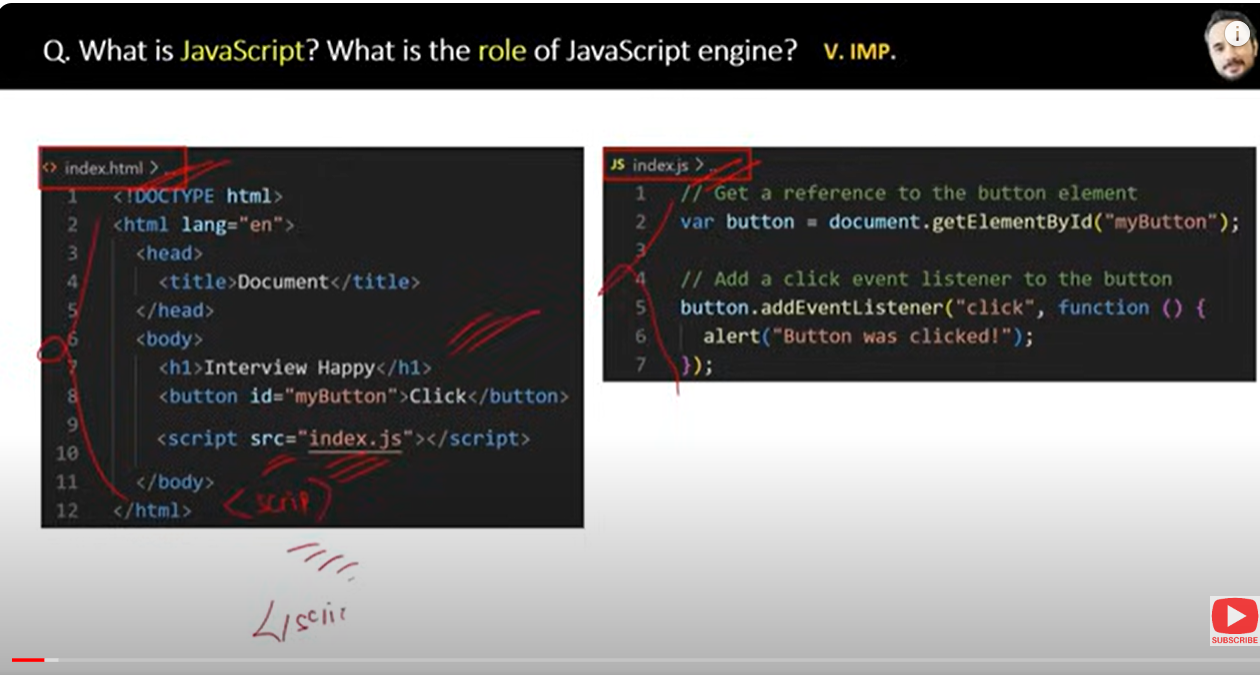 Q. What is JavaScript? What is the role of JavaScript engine? V. IMP.
index.html > ...
1 <!DOCTYPE html>
2 <html lang="en">
3 <head>
4 <title>Document</title>
5 </head>
6 <body>
7 <h1>Interview Happy</h1>
8 <button id="myButton">Click</button>
9
10 <script src="index.js"></script>
11 </body>
12 </html>
<scrip>
JS index.js > ...
1 // Get a reference to the button element
2 var button = document.getElementById("myButton");
3
4 // Add a click event listener to the button
5 button.addEventListener("click", function () {
6 alert("Button was clicked!");
7 });
SUBSCRIBE